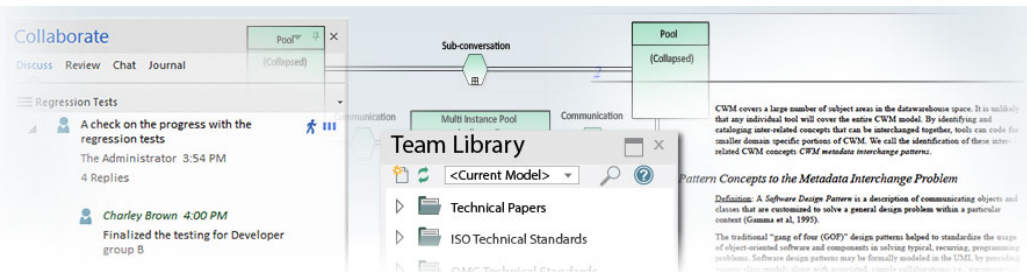 Collaborate
Discuss Review Chat Journal
Regression Tests
A check on the progress with the
regression tests
The Administrator 3:54 PM
4 Replies
Charley Brown 4:00 PM
Finalized the testing for Developer
group B
Pool
(Collapsed)
Sub-conversation
Pool
(Collapsed)
2
Multi Instance Pool
Communication
Team Library
<Current Model>
Technical Papers
ISO Technical Standards
OMG Technical Standards
CWM covers a large number of subject areas in the datawarehouse space. It is unlikely
that any individual tool will cover the entire CWM model. By identifying and
cataloging inter-related concepts that can be interchanged together, tools can code for
smaller domain specific portions of CWM. We call the identification of these inter-
related CWM concepts CWM metadata interchange patterns.
Pattern Concepts to the Metadata Interchange Problem
Definition: A Software Design Pattern is a description of communicating objects and
classes that are customized to solve a general design problem within a particular
context (Gamma et al, 1995).
The traditional "gang of four (GOF)" design patterns helped to standardize the usage
of object-oriented software and components in solving typical, recurring, programming
problems. Software design patterns may be formally modeled in the UML by providing